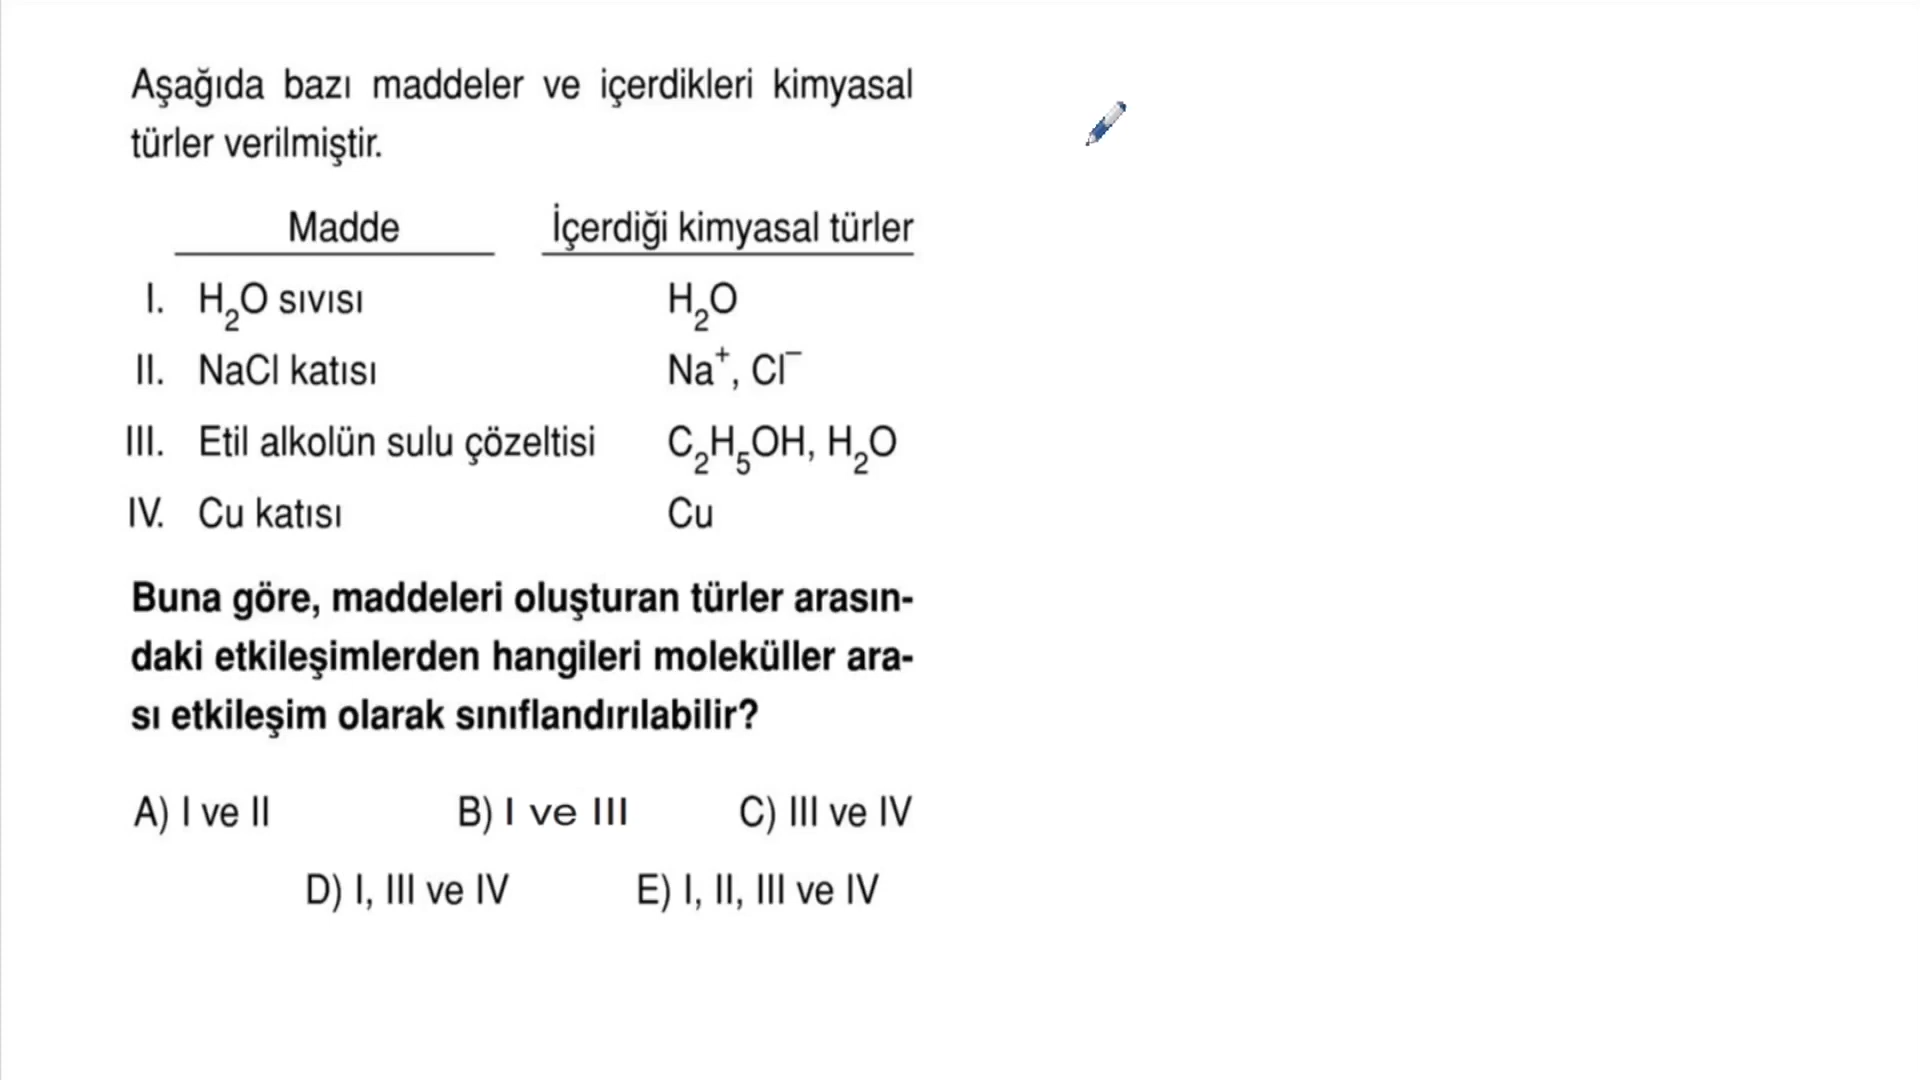 Aşağıda bazı maddeler ve içerdikleri kimyasal
türler verilmiştir.
Madde İçerdiği kimyasal türler
I. H₂O sıvısı H₂O
II. NaCl katısı Na⁺, Cl⁻
III. Etil alkolün sulu çözeltisi C₂H₅OH, H₂O
IV. Cu katısı Cu
Buna göre, maddeleri oluşturan türler arasın-
daki etkileşimlerden hangileri moleküller ara-
sı etkileşim olarak sınıflandırılabilir?
A) I ve II B) I ve III C) III ve IV
D) I, III ve IV E) I, II, III ve IV